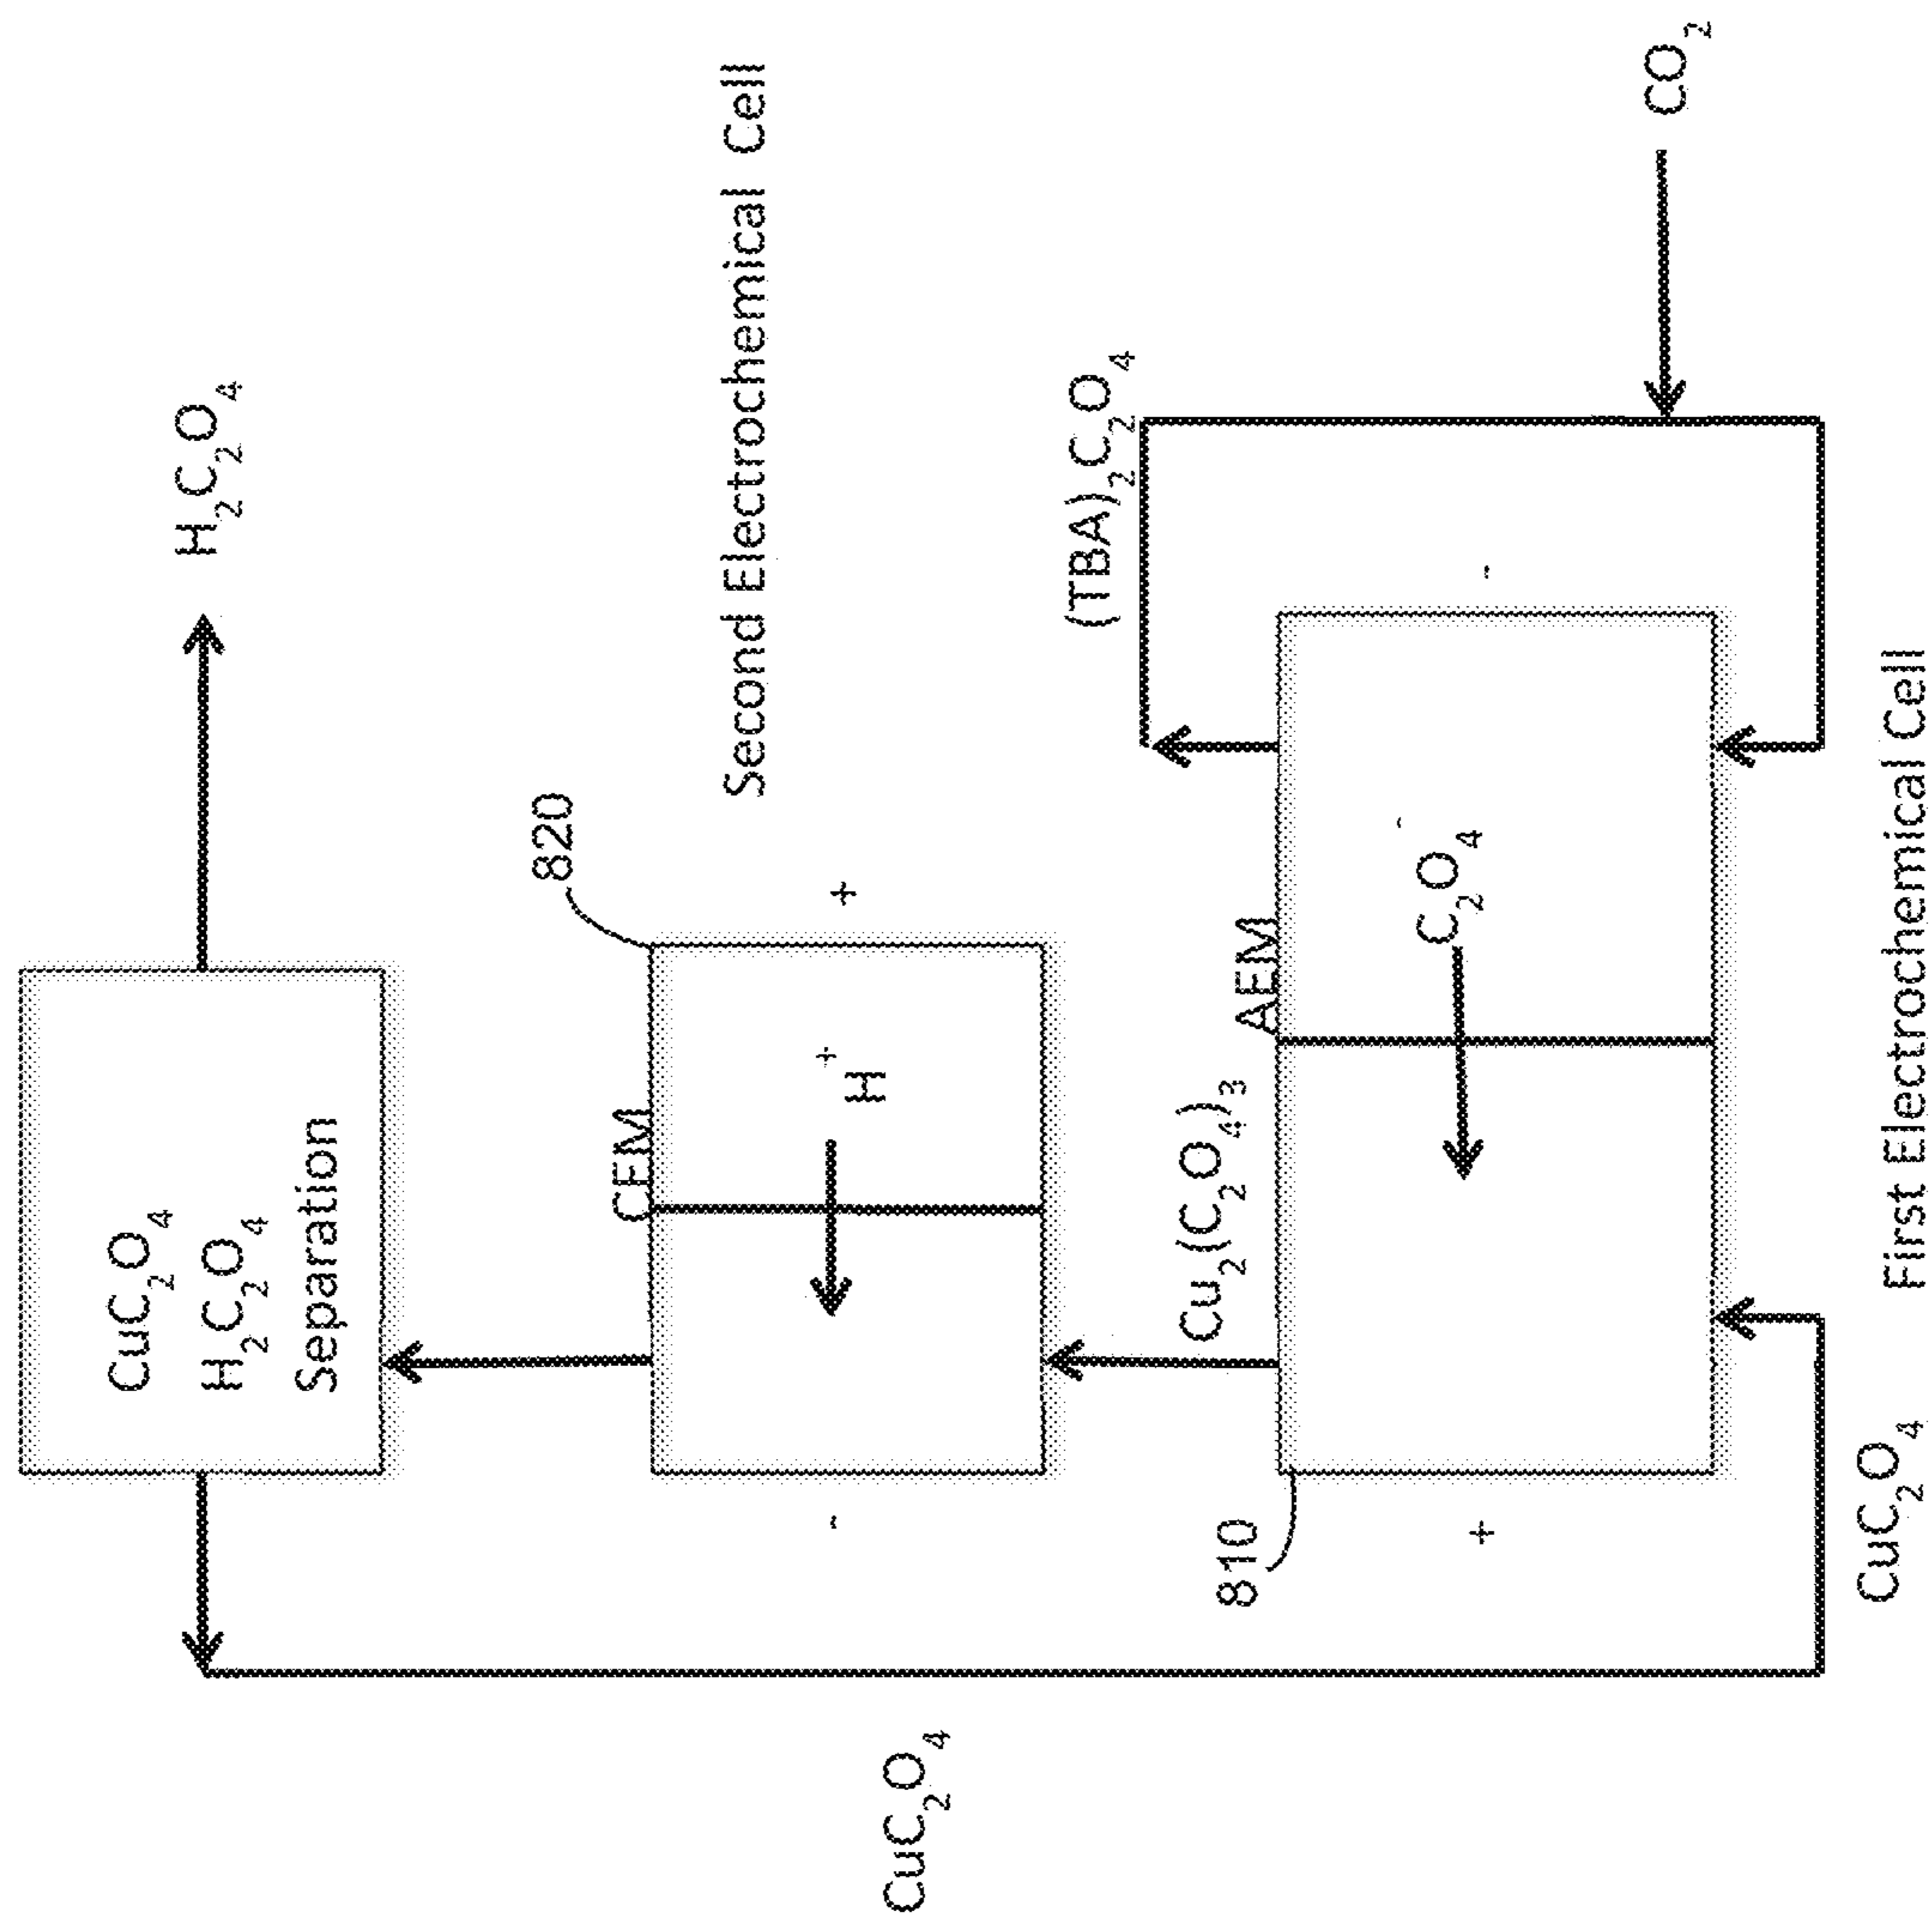 CuC₂O₄
H₂C₂O₄
Separation
H₂C₂O₄
820
CEM
Second Electrochemical Cell
-
H⁺
+
CuC₂O₄
(TBA)₂C₂O₄
Cu₂(C₂O₄)₃
810
AEM
C₂O₄⁻
+
-
CO₂
CuC₂O₄
First Electrochemical Cell